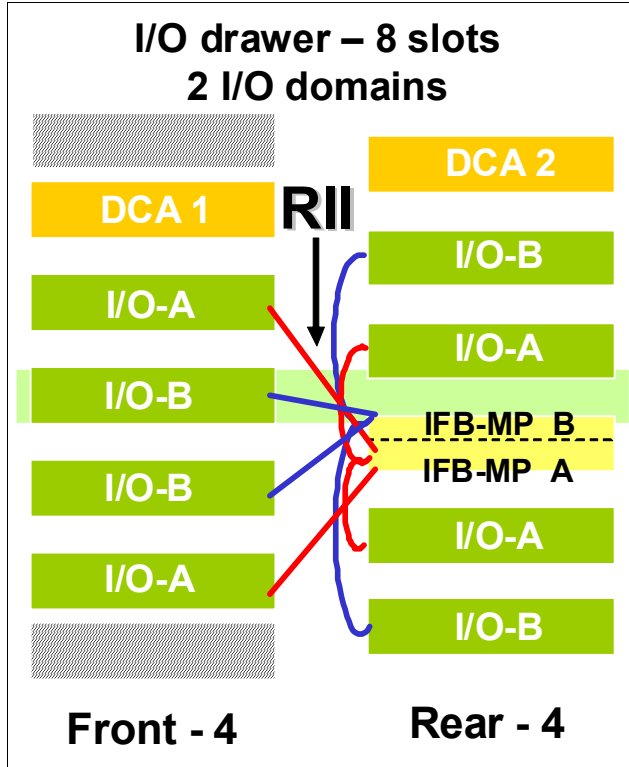 I/O drawer – 8 slots
2 I/O domains
DCA 1
I/O-A
I/O-B
I/O-B
I/O-A
Front - 4
RII
DCA 2
I/O-B
I/O-A
IFB-MP B
IFB-MP A
I/O-A
I/O-B
Rear - 4